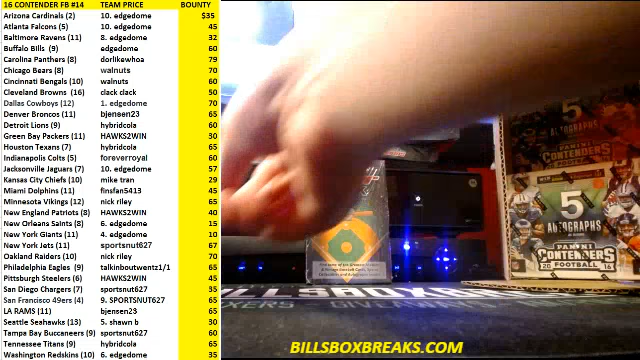 16 CONTENDER FB #14 TEAM PRICE BOUNTY
Arizona Cardinals (2) 10. edgedome $35
Atlanta Falcons (5) 10. edgedome 45
Baltimore Ravens (11) 8. edgedome 32
Buffalo Bills (9) edgedome 60
Carolina Panthers (8) dorlikewhoa 79
Chicago Bears (8) walnuts 70
Cincinnati Bengals (10) walnuts 60
Cleveland Browns (16) clack clack 50
Dallas Cowboys (12) 1. edgedome 70
Denver Broncos (11) bjensen23 65
Detroit Lions (9) hybridcola 60
Green Bay Packers (11) HAWKS2WIN 30
Houston Texans (7) hybridcola 65
Indianapolis Colts (5) foreverroyal 60
Jacksonville Jaguars (7) 10. edgedome 57
Kansas City Chiefs (10) mike tran 29
Miami Dolphins (11) finsfan5413 45
Minnesota Vikings (12) nick riley 65
New England Patriots (8) HAWKS2WIN 40
New Orleans Saints (8) 6. edgedome 15
New York Giants (11) 4. edgedome 10
New York Jets (11) sportsnut627 67
Oakland Raiders (10) nick riley 70
Philadelphia Eagles (9) talkinboutwentz1/1 65
Pittsburgh Steelers (6) HAWKS2WIN 45
San Diego Chargers (7) sportsnut627 35
San Francisco 49ers (4) 9. SPORTSNUT627 65
LA RAMS (11) bjensen23 65
Seattle Seahawks (13) 5. shawn b 30
Tampa Bay Buccaneers (9) sportsnut627 60
Tennessee Titans (9) hybridcola 65
Washington Redskins (10) 6. edgedome 35
5
AUTOGRAPHS
CONTENDERS
5
AUTOGRAPHS
PANINI
CONTENDERS
20 FOOTBALL 16
BILLSBOXBREAKS.COM